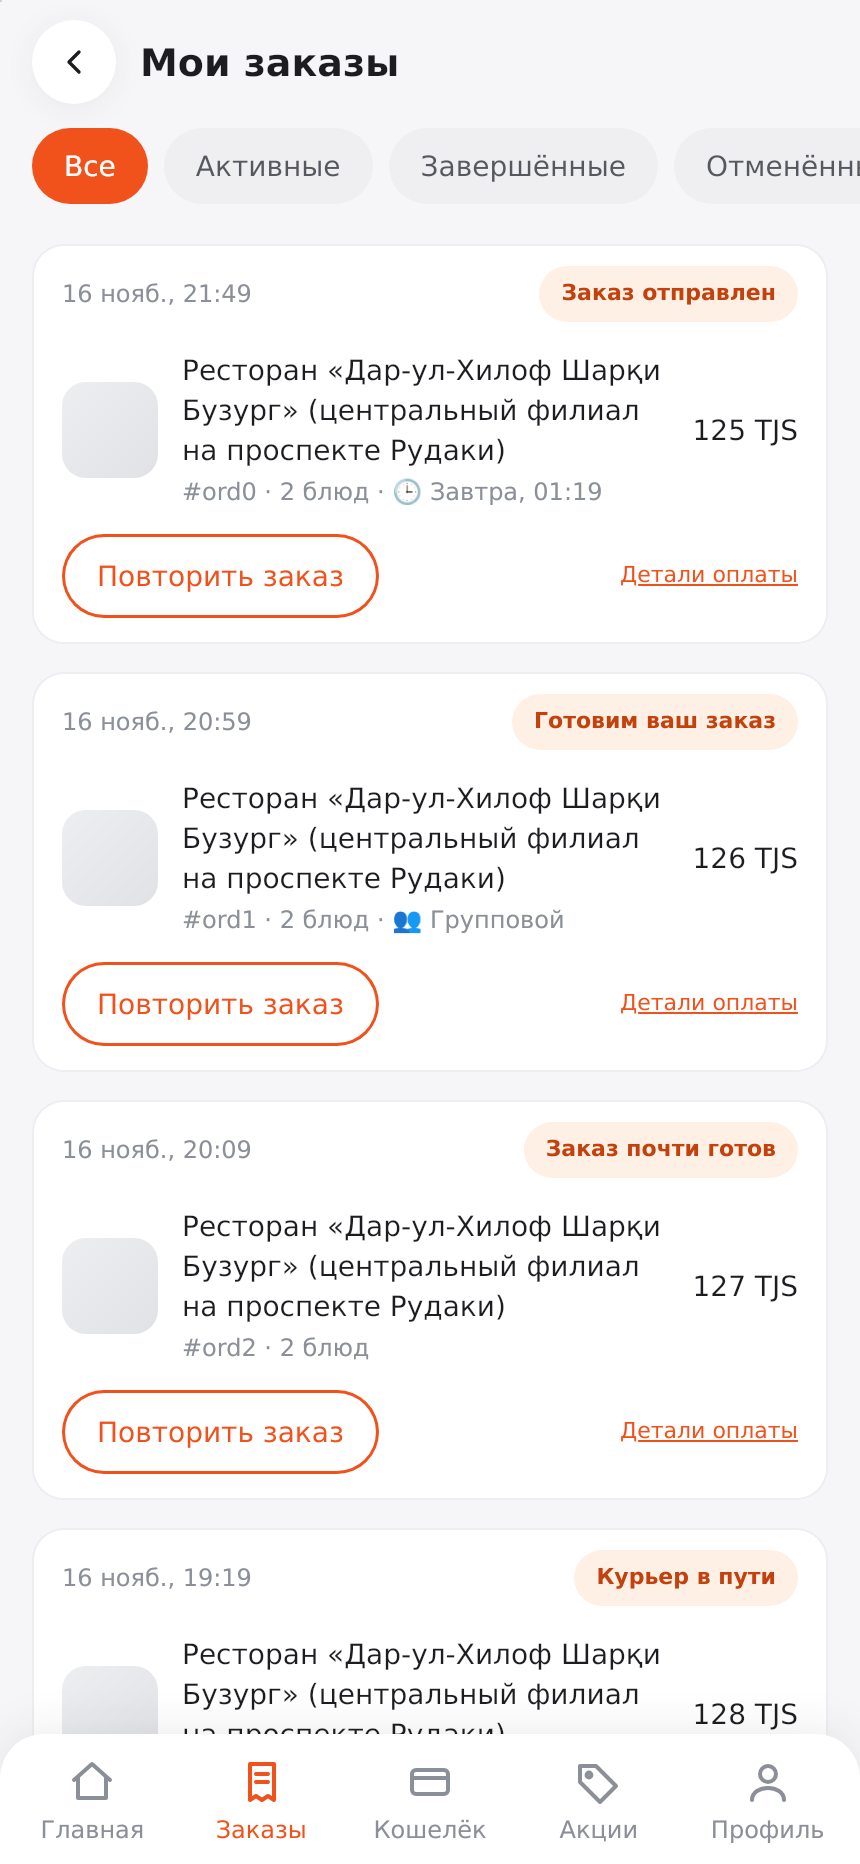 Мои заказы
Все
Активные
Завершённые
Отменённы
16 нояб., 21:49
Заказ отправлен
Ресторан «Дар-ул-Хилоф Шарқи
Бузург» (центральный филиал
на проспекте Рудаки)
125 TJS
#ord0 · 2 блюд · 🕒 Завтра, 01:19
Повторить заказ
Детали оплаты
16 нояб., 20:59
Готовим ваш заказ
Ресторан «Дар-ул-Хилоф Шарқи
Бузург» (центральный филиал
на проспекте Рудаки)
126 TJS
#ord1 · 2 блюд · 👥 Групповой
Повторить заказ
Детали оплаты
16 нояб., 20:09
Заказ почти готов
Ресторан «Дар-ул-Хилоф Шарқи
Бузург» (центральный филиал
на проспекте Рудаки)
127 TJS
#ord2 · 2 блюд
Повторить заказ
Детали оплаты
16 нояб., 19:19
Курьер в пути
Ресторан «Дар-ул-Хилоф Шарқи
Бузург» (центральный филиал
на проспекте Рудаки)
128 TJS
Главная
Заказы
Кошелёк
Акции
Профиль